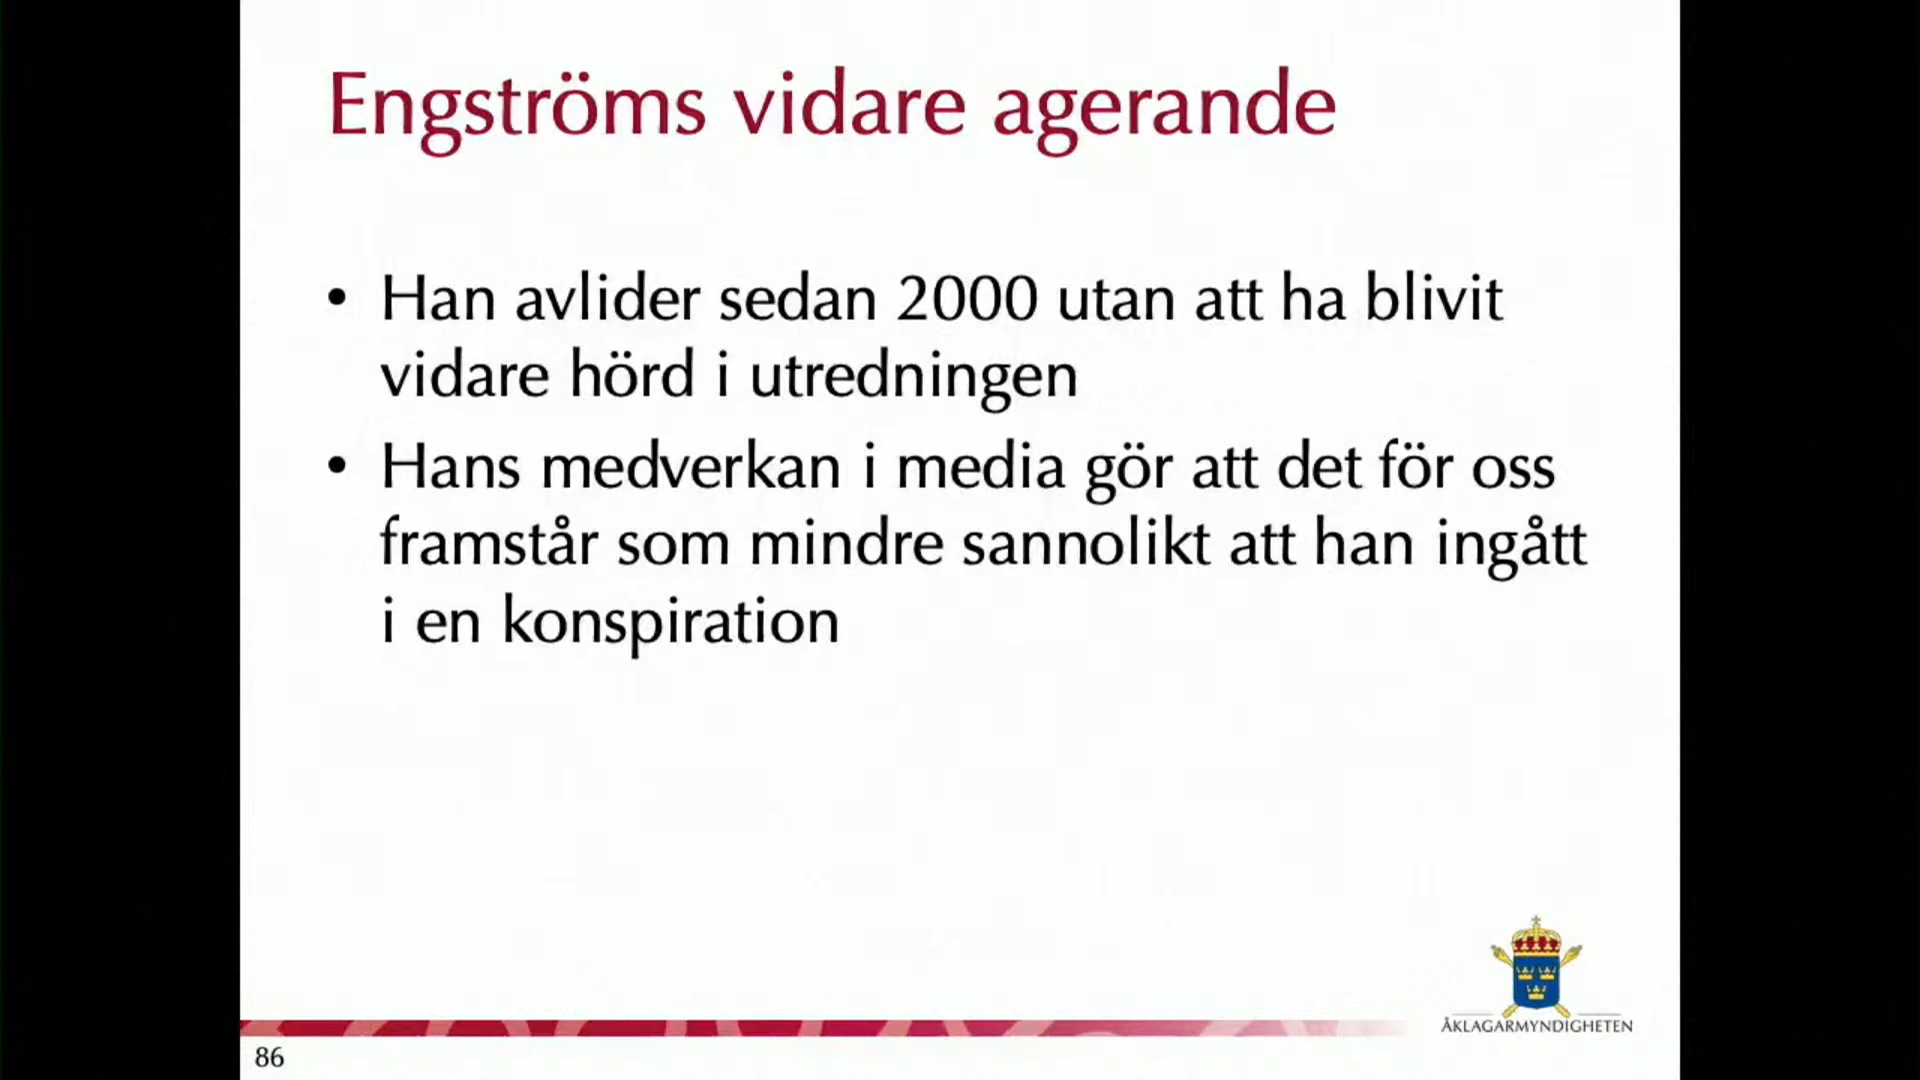 Engströms vidare agerande
• Han avlider sedan 2000 utan att ha blivit
vidare hörd i utredningen
• Hans medverkan i media gör att det för oss
framstår som mindre sannolikt att han ingått
i en konspiration
ÅKLAGARMYNDIGHETEN
86